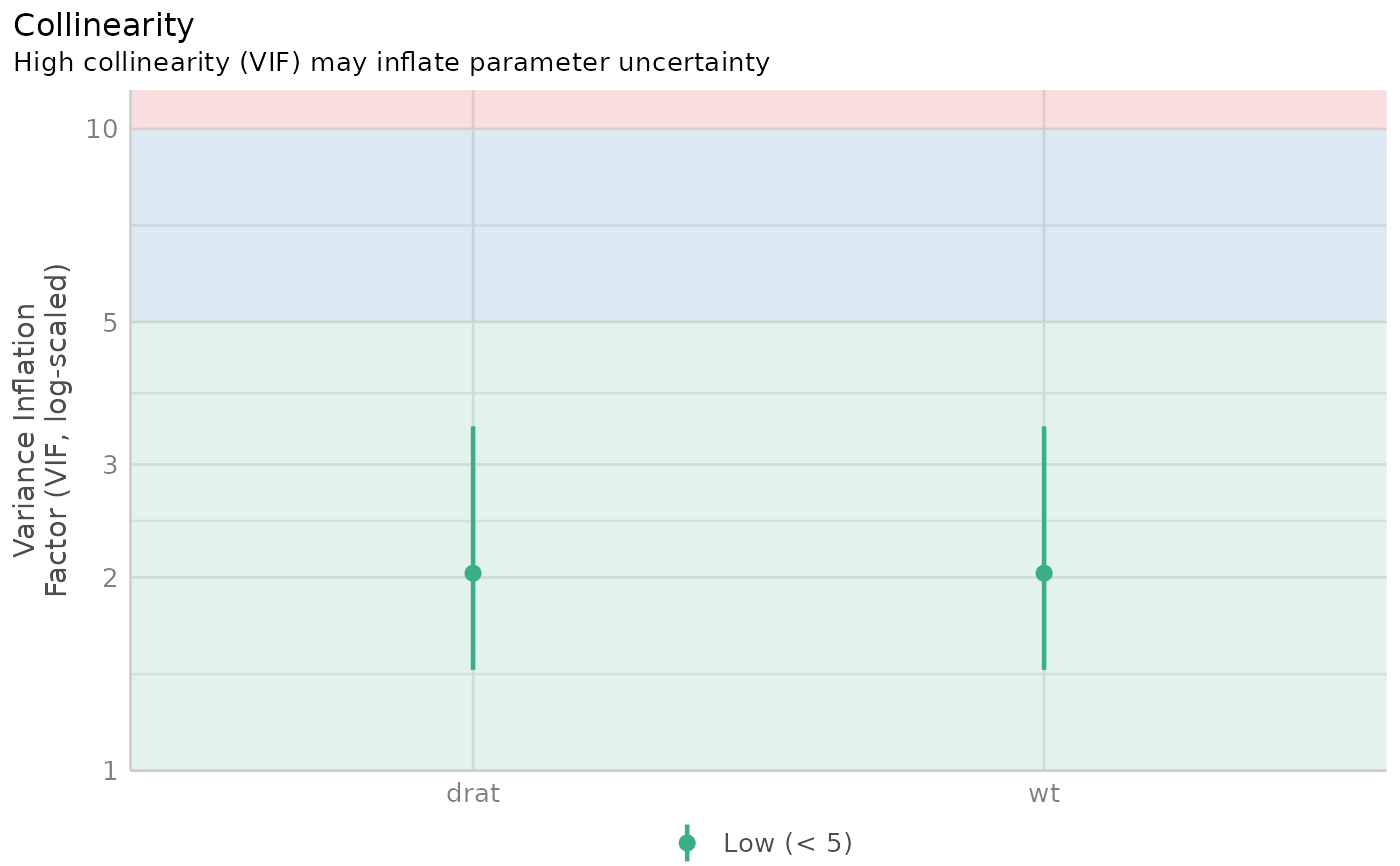 Collinearity
High collinearity (VIF) may inflate parameter uncertainty
Variance Inflation
Factor (VIF, log-scaled)
10
5
3
2
1
drat wt
Low (< 5)